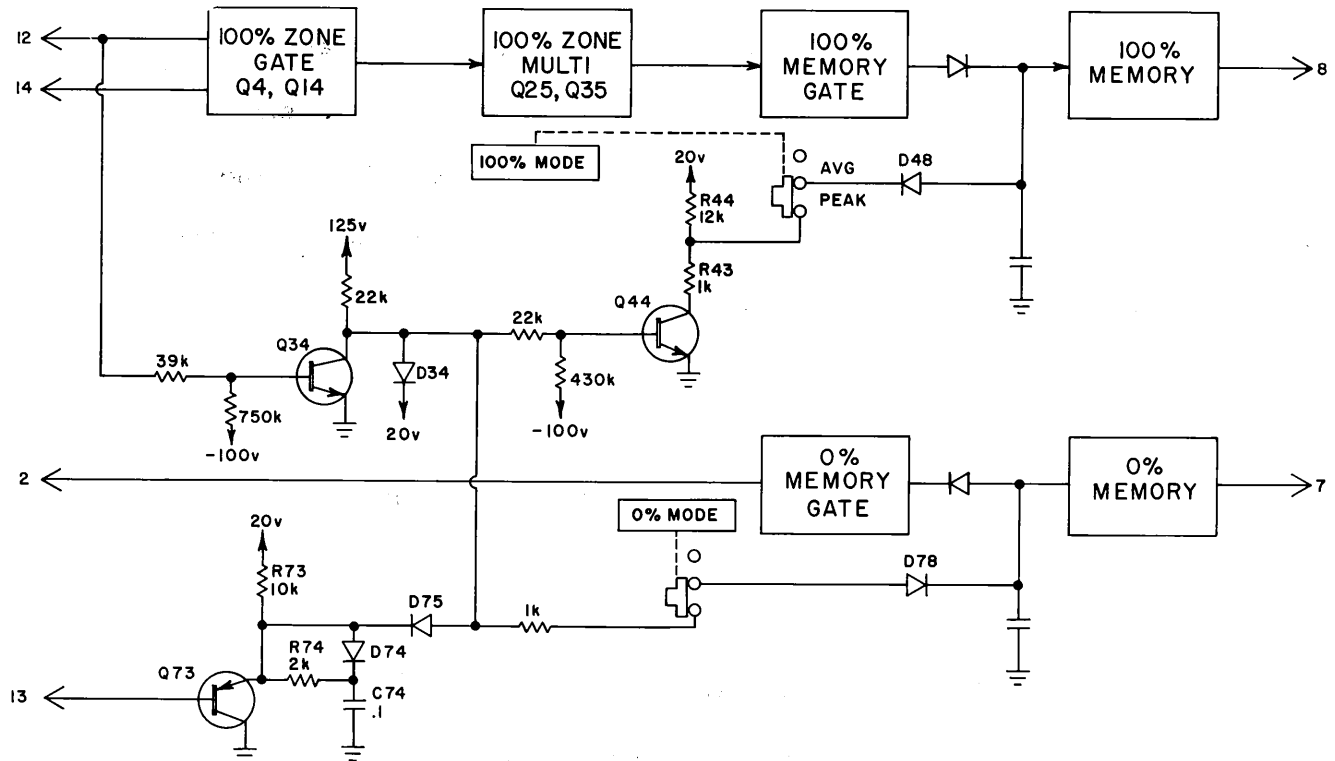 12
14
100% ZONE
GATE
Q4, Q14
100% ZONE
MULTI
Q25, Q35
100%
MEMORY
GATE
100%
MEMORY
8
100% MODE
20v
R44
12k
AVG
PEAK
D48
R43
1k
125v
22k
Q34
39k
750k
-100v
D34
20v
22k
430k
-100v
Q44
2
0%
MEMORY
GATE
0%
MEMORY
7
0% MODE
20v
R73
10k
D75
1k
D78
R74
2k
D74
Q73
C74
.1
13